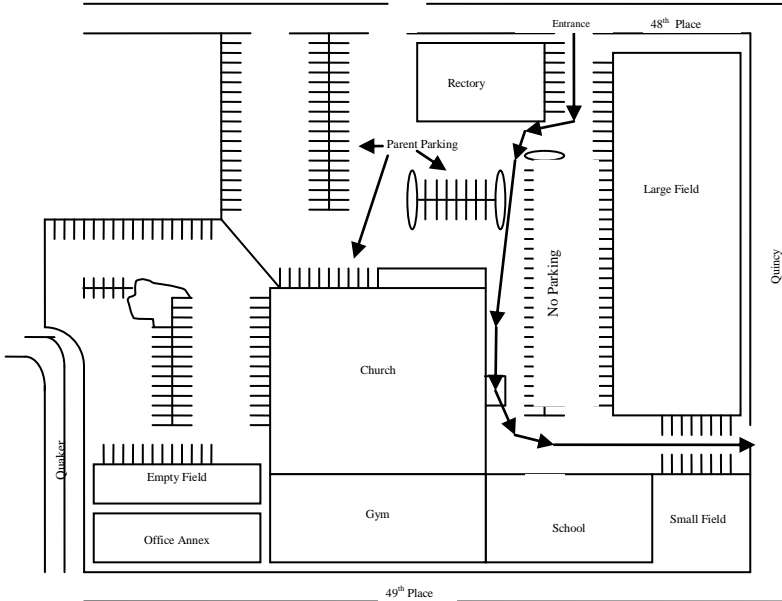 Entrance
48th Place
Rectory
Parent Parking
Large Field
Quincy
No Parking
Church
Quaker
Empty Field
Gym
School
Small Field
Office Annex
49th Place